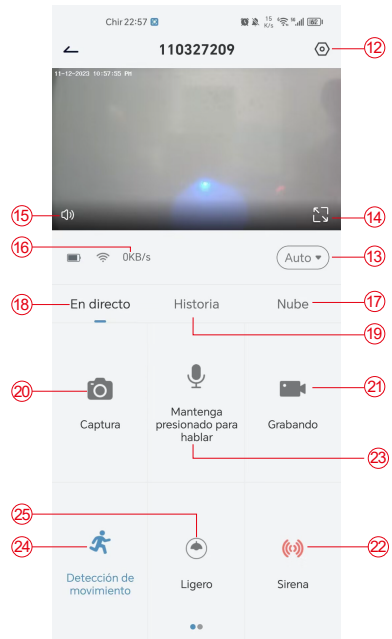 Chir 22:57
15 K/s
62
110327209
12
11-12-2023 10:57:55 PM
15
14
16
0KB/s
Auto
13
18
En directo
Historia
Nube
17
19
20
21
Captura
Mantenga
presionado para
hablar
Grabando
23
25
24
22
Detección de
movimiento
Ligero
Sirena